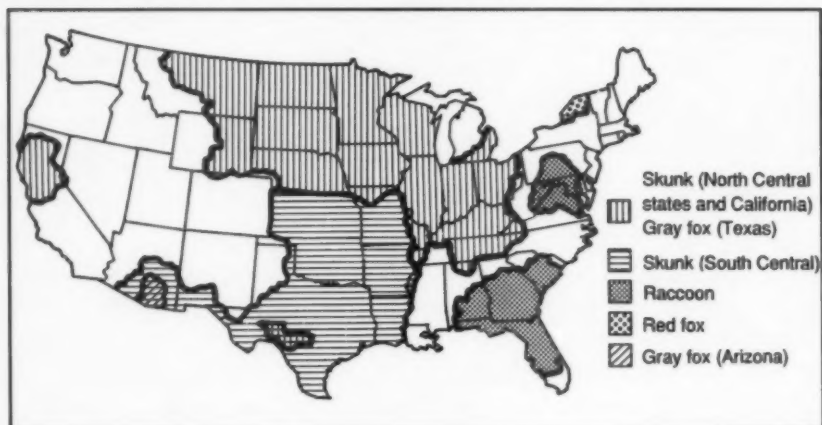 Skunk (North Central
states and California)
Gray fox (Texas)
Skunk (South Central)
Raccoon
Red fox
Gray fox (Arizona)